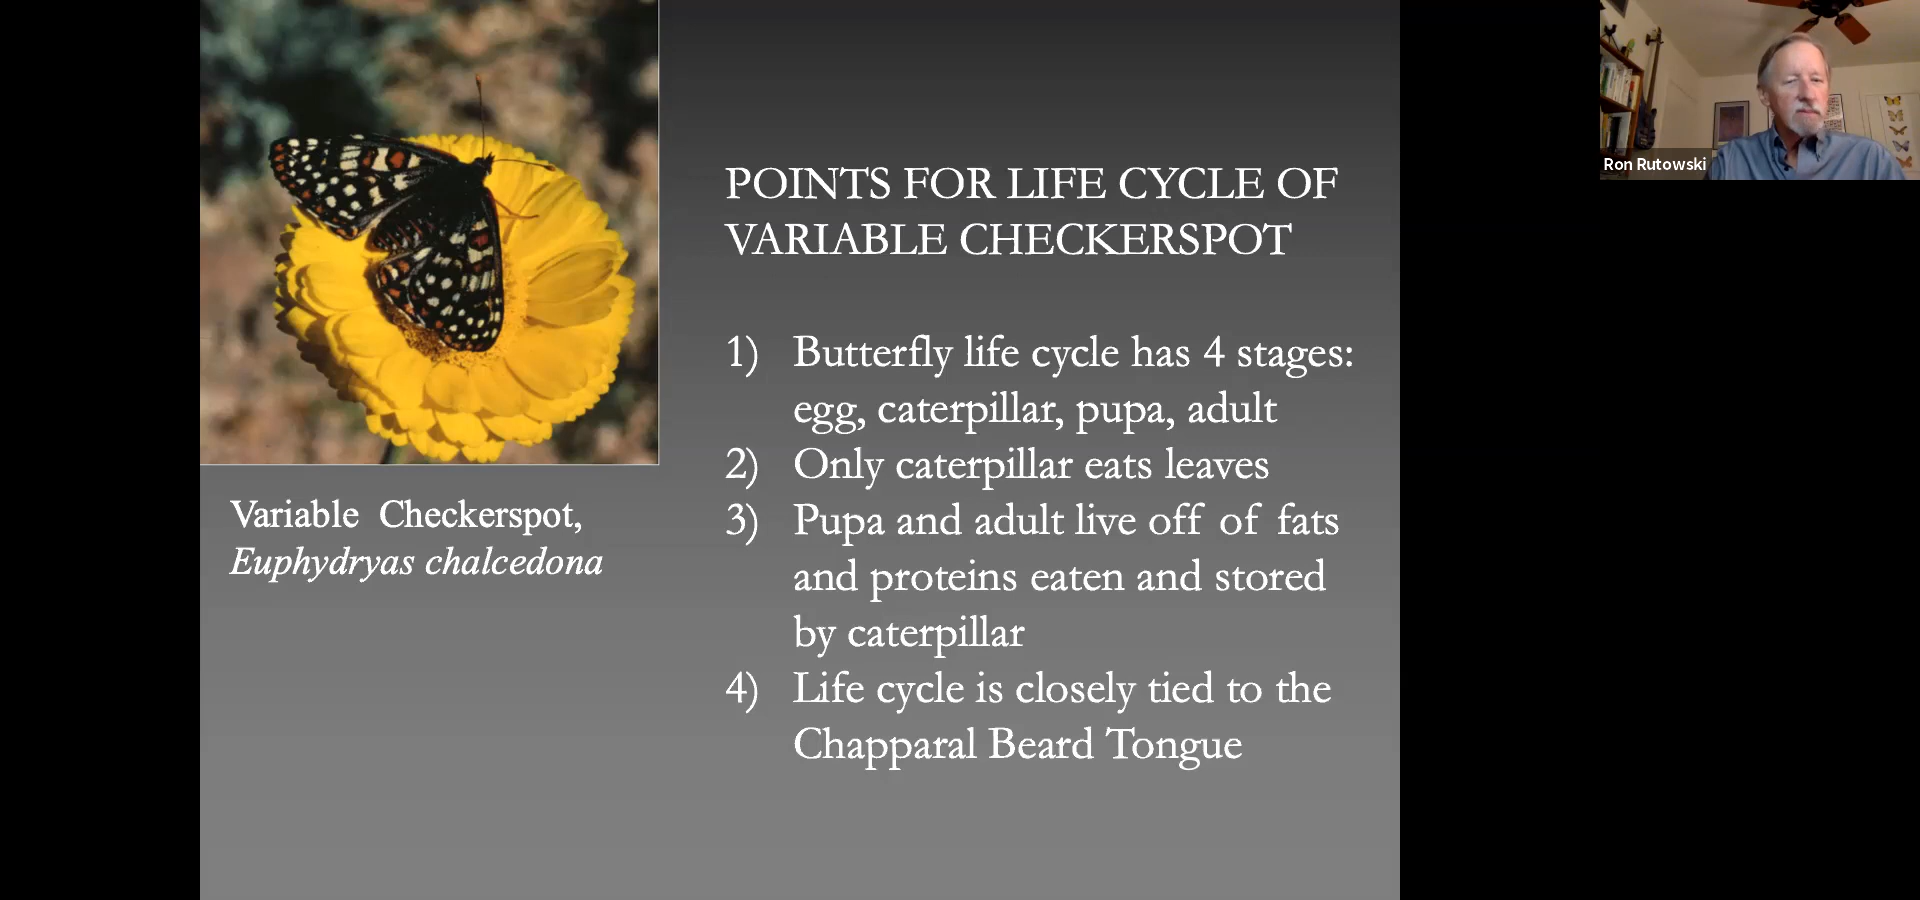 POINTS FOR LIFE CYCLE OF
VARIABLE CHECKERSPOT
1) Butterfly life cycle has 4 stages:
egg, caterpillar, pupa, adult
2) Only caterpillar eats leaves
3) Pupa and adult live off of fats
and proteins eaten and stored
by caterpillar
4) Life cycle is closely tied to the
Chapparal Beard Tongue
Variable Checkerspot,
Euphydryas chalcedona
Ron Rutowski